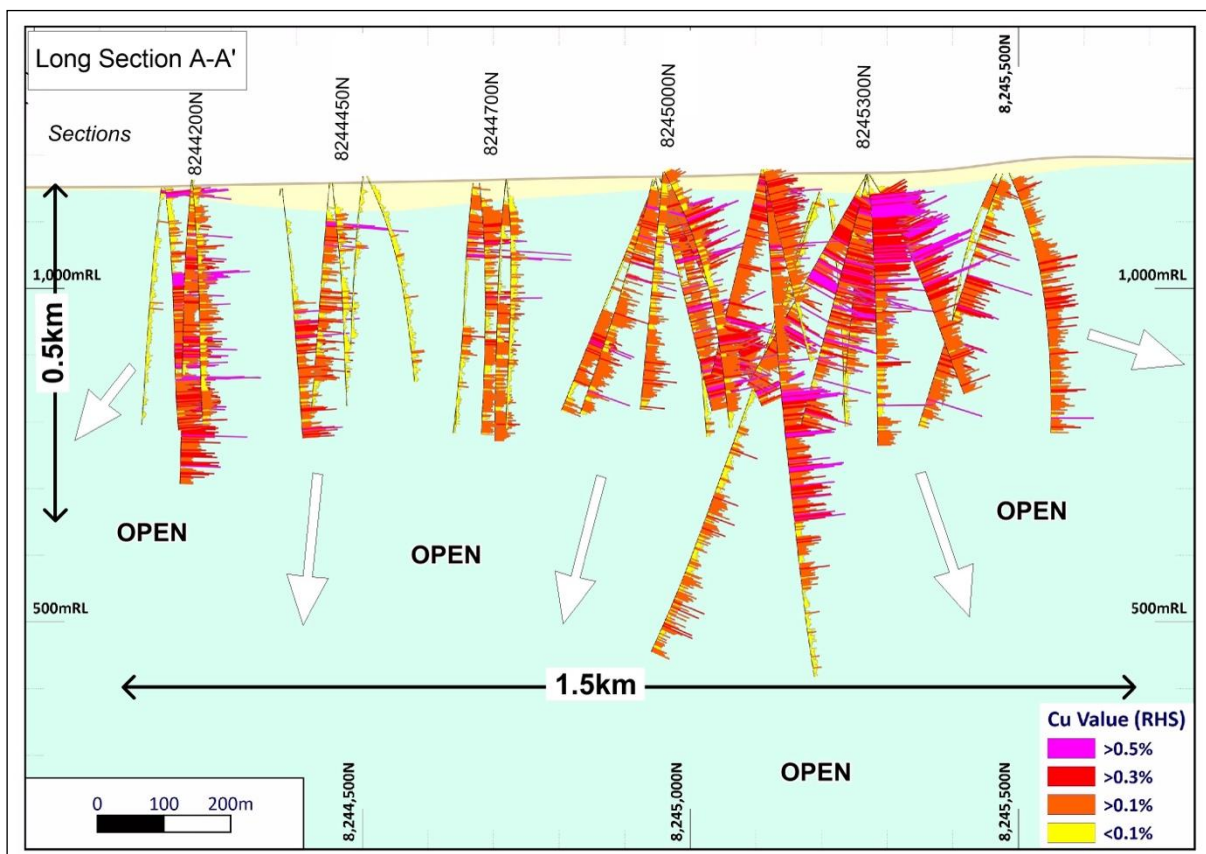 Long Section A-A'
Sections
8244200N
8244450N
8244700N
8245000N
8245300N
8,245,500N
1,000mRL
1,000mRL
0.5km
OPEN
OPEN
OPEN
500mRL
500mRL
1.5km
OPEN
Cu Value (RHS)
>0.5%
>0.3%
>0.1%
<0.1%
0 100 200m
8,244,500N
8,245,000N
8,245,500N